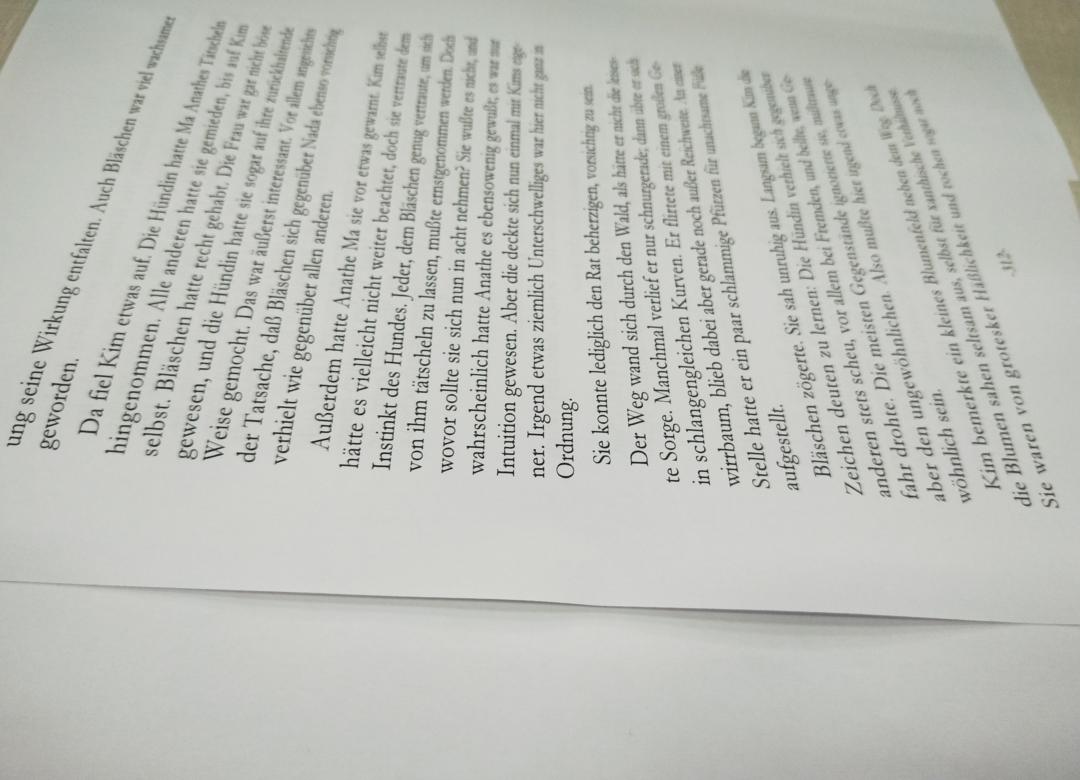 ung seine Wirkung entfalten. Auch Bläschen war viel wachsamer
geworden.
Da fiel Kim etwas auf. Die Hündin hatte Ma Anathes Tätscheln
hingenommen. Alle anderen hatte sie gemieden, bis auf Kim
selbst. Bläschen hatte recht gehabt. Die Frau war gar nicht böse
gewesen, und die Hündin hatte sie sogar auf ihre zurückhaltende
Weise gemocht. Das war äußerst interessant. Vor allem angesichts
der Tatsache, daß Bläschen sich gegenüber Nada ebenso vorsichtig
verhielt wie gegenüber allen anderen.
Außerdem hatte Anathe Ma sie vor etwas gewarnt. Kim selbst
hätte es vielleicht nicht weiter beachtet, doch sie vertraute dem
Instinkt des Hundes. Jeder, dem Bläschen genug vertraute, um sich
von ihm tätscheln zu lassen, mußte ernstgenommen werden. Doch
wovor sollte sie sich nun in acht nehmen? Sie wußte es nicht, und
wahrscheinlich hatte Anathe es ebensowenig gewußt; es war nur
Intuition gewesen. Aber die deckte sich nun einmal mit Kims eige-
ner. Irgend etwas ziemlich Unterschwelliges war hier nicht ganz in
Ordnung.
Sie konnte lediglich den Rat beherzigen, vorsichtig zu sein.
Der Weg wand sich durch den Wald, als hätte er nicht die leises-
te Sorge. Manchmal verlief er nur schnurgerade; dann übte er sich
in schlangengleichen Kurven. Er flirtete mit einem großen Ge-
wirrbaum, blieb dabei aber gerade noch außer Reichweite. An einer
Stelle hatte er ein paar schlammige Pfützen für unachtsame Füße
aufgestellt.
Bläschen zögerte. Sie sah unruhig aus. Langsam begann Kim die
Zeichen deuten zu lernen: Die Hündin verhielt sich gegenüber
anderen stets scheu, vor allem bei Fremden, und bellte, wenn Ge-
fahr drohte. Die meisten Gegenstände ignorierte sie, mißtraute
aber den ungewöhnlichen. Also mußte hier irgend etwas unge-
wöhnlich sein.
Kim bemerkte ein kleines Blumenfeld neben dem Weg. Doch
die Blumen sahen seltsam aus, selbst für xanthische Verhältnisse.
Sie waren von grotesker Häßlichkeit und rochen sogar noch